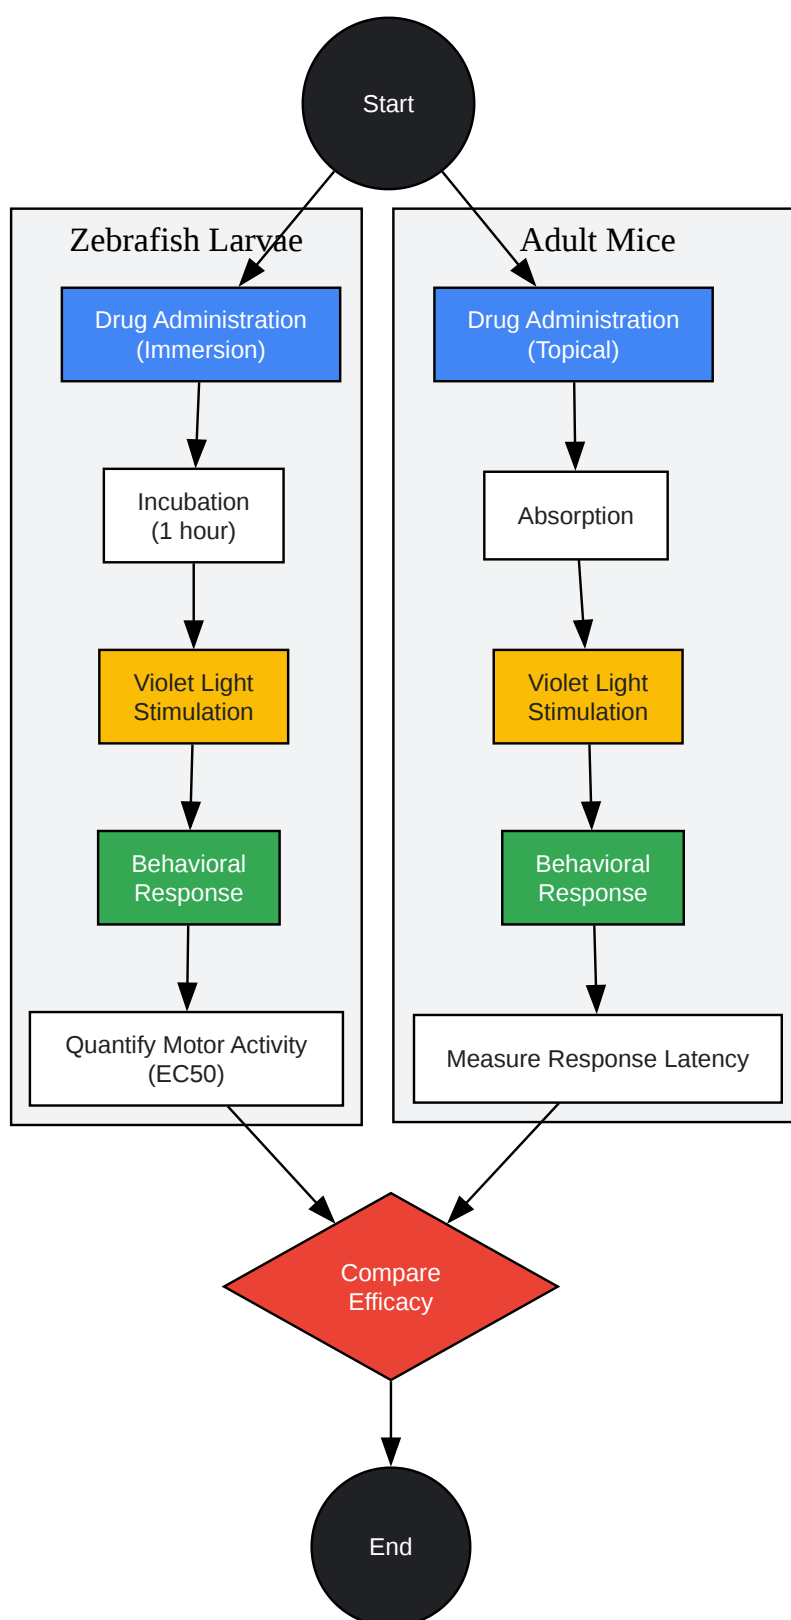 Start
Zebrafish Larvae
Drug Administration
(Immersion)
Incubation
(1 hour)
Violet Light
Stimulation
Behavioral
Response
Quantify Motor Activity
(EC50)
Adult Mice
Drug Administration
(Topical)
Absorption
Violet Light
Stimulation
Behavioral
Response
Measure Response Latency
Compare
Efficacy
End